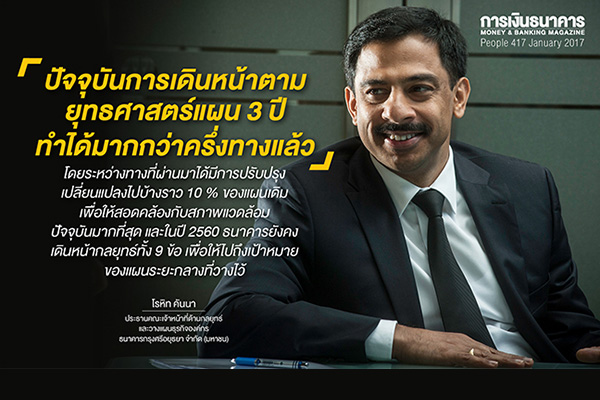 การเงินธนาคาร
MONEY & BANKING MAGAZINE
People 417 January 2017
「ปัจจุบันการเดินหน้าตาม
ยุทธศาสตร์แผน 3 ปี
ทำได้มากกว่าครึ่งทางแล้ว」
โดยระหว่างทางที่ผ่านมาได้มีการปรับปรุง
เปลี่ยนแปลงไปบ้างราว 10 % ของแผนเดิม
เพื่อให้สอดคล้องกับสภาพแวดล้อม
ปัจจุบันมากที่สุด และในปี 2560 ธนาคารยังคง
เดินหน้ากลยุทธ์ทั้ง 9 ข้อ เพื่อให้ไปถึงเป้าหมาย
ของแผนระยะกลางที่วางไว้
โรหิท คันนา
ประธานคณะเจ้าหน้าที่ด้านกลยุทธ์
และวางแผนธุรกิจองค์กร
ธนาคารกรุงศรีอยุธยา จำกัด (มหาชน)